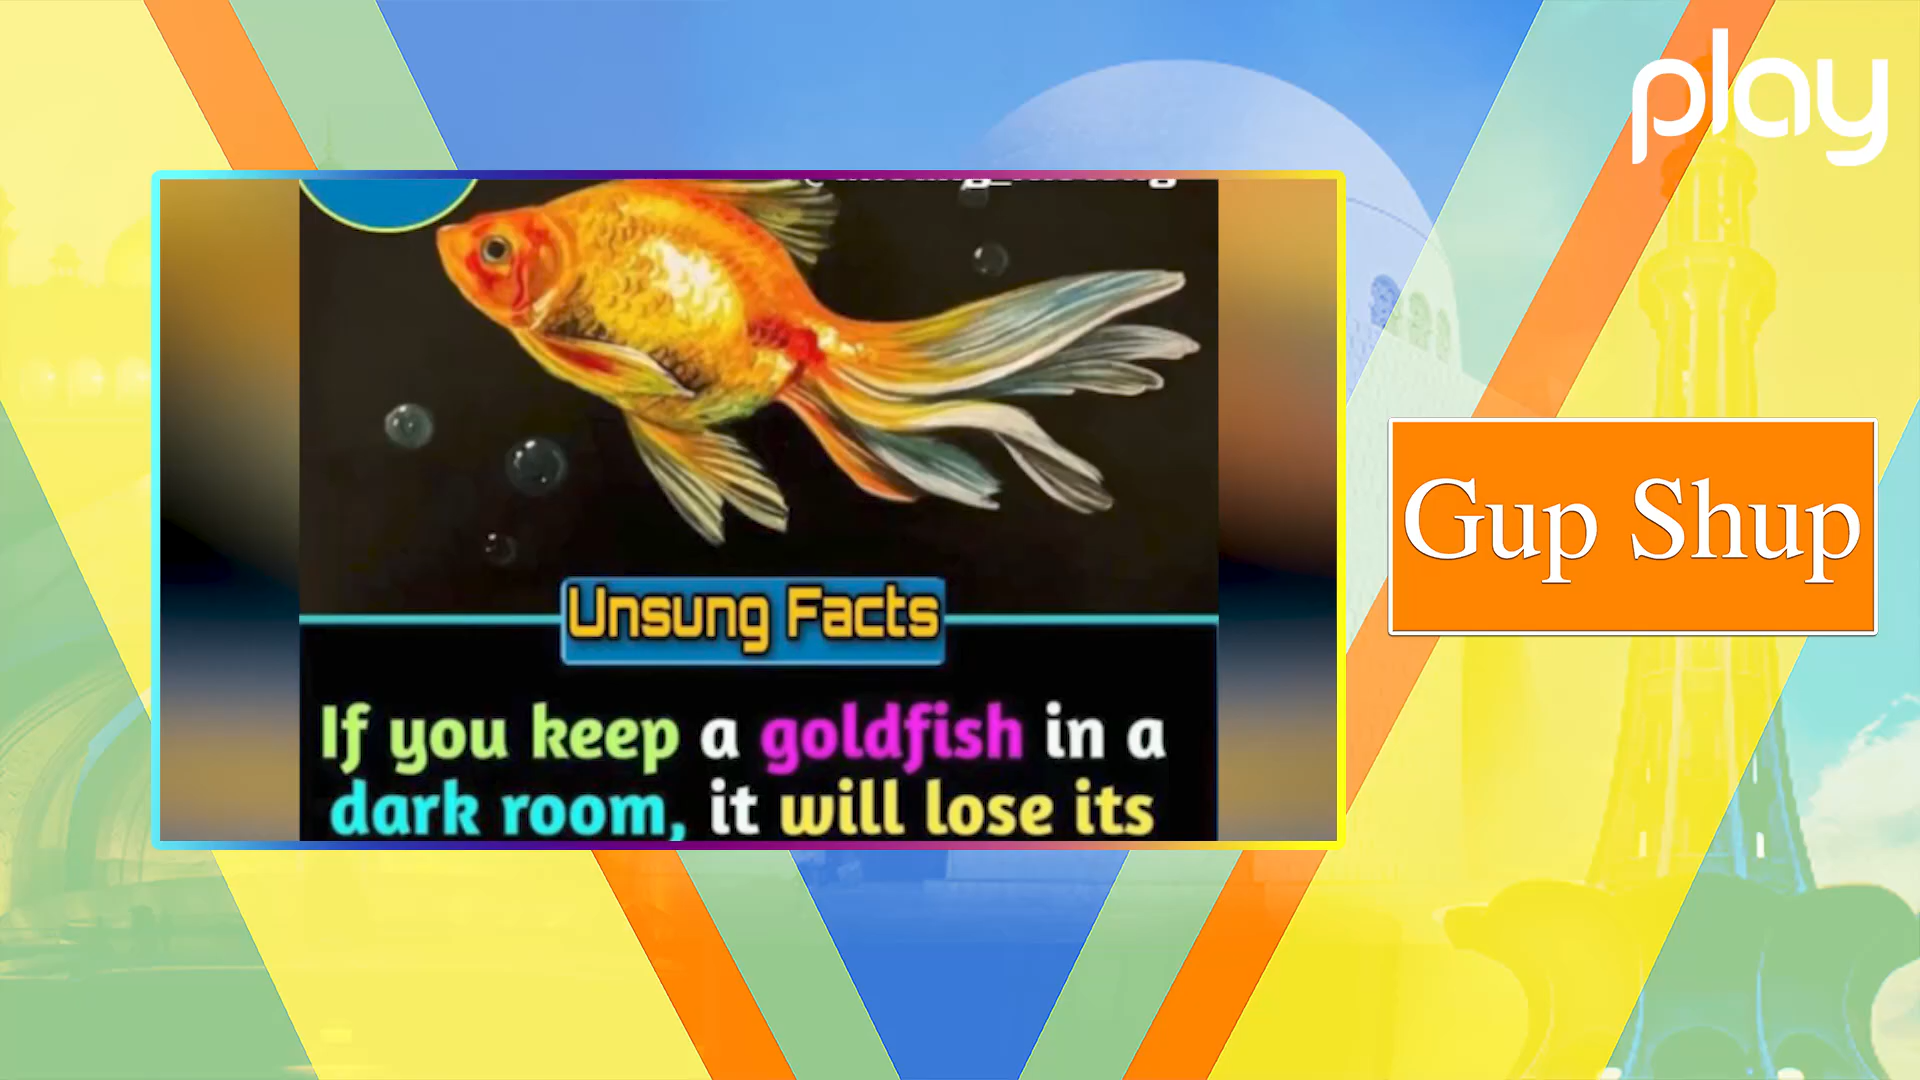 play
Gup Shup
Unsung Facts
If you keep a goldfish in a
dark room, it will lose its